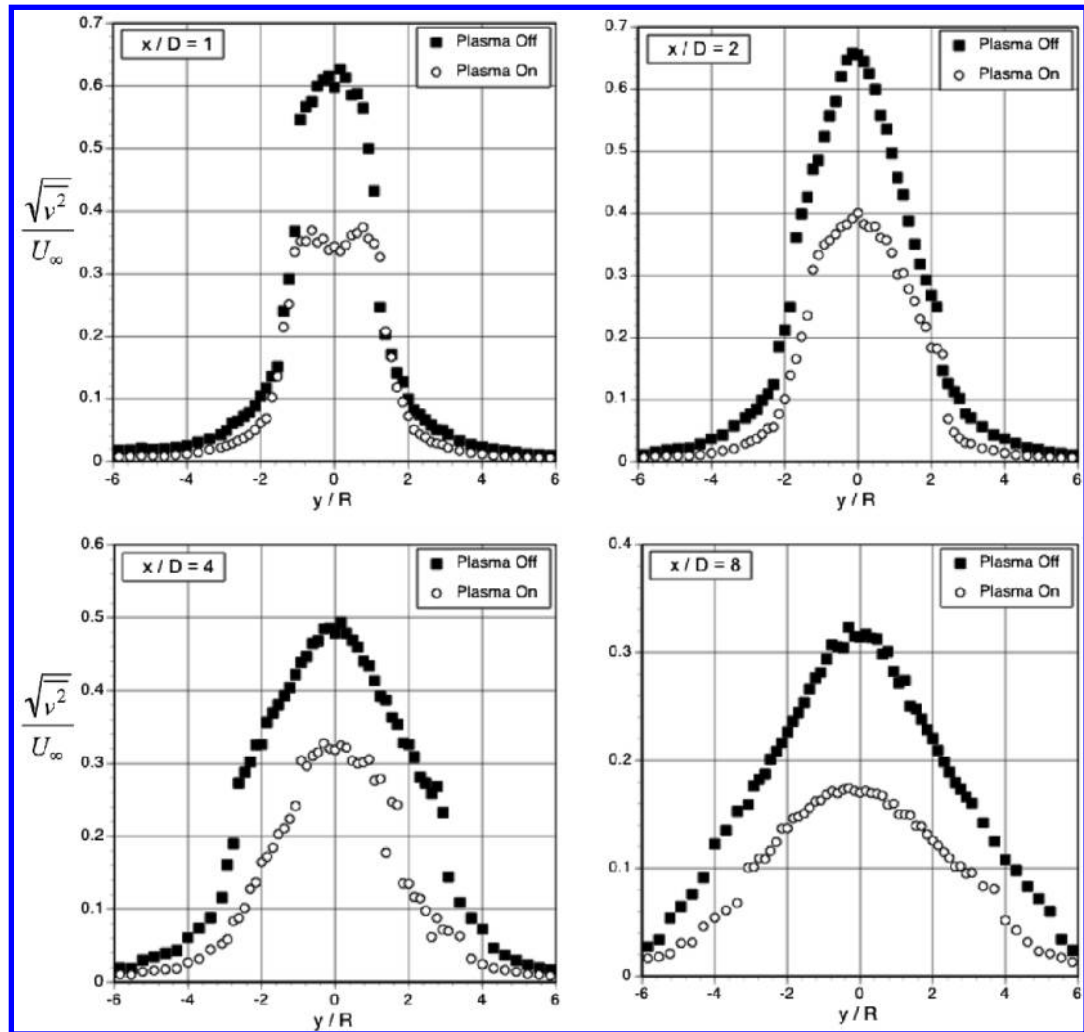 x / D = 1
Plasma Off
Plasma On
0.7
0.6
0.5
0.4
0.3
0.2
0.1
0
-6 -4 -2 0 2 4 6
y / R
√v² / U∞
x / D = 2
Plasma Off
Plasma On
0.7
0.6
0.5
0.4
0.3
0.2
0.1
0
-6 -4 -2 0 2 4 6
y / R
x / D = 4
Plasma Off
Plasma On
0.6
0.5
0.4
0.3
0.2
0.1
0
-6 -4 -2 0 2 4 6
y / R
√v² / U∞
x / D = 8
Plasma Off
Plasma On
0.4
0.3
0.2
0.1
0
-6 -4 -2 0 2 4 6
y / R